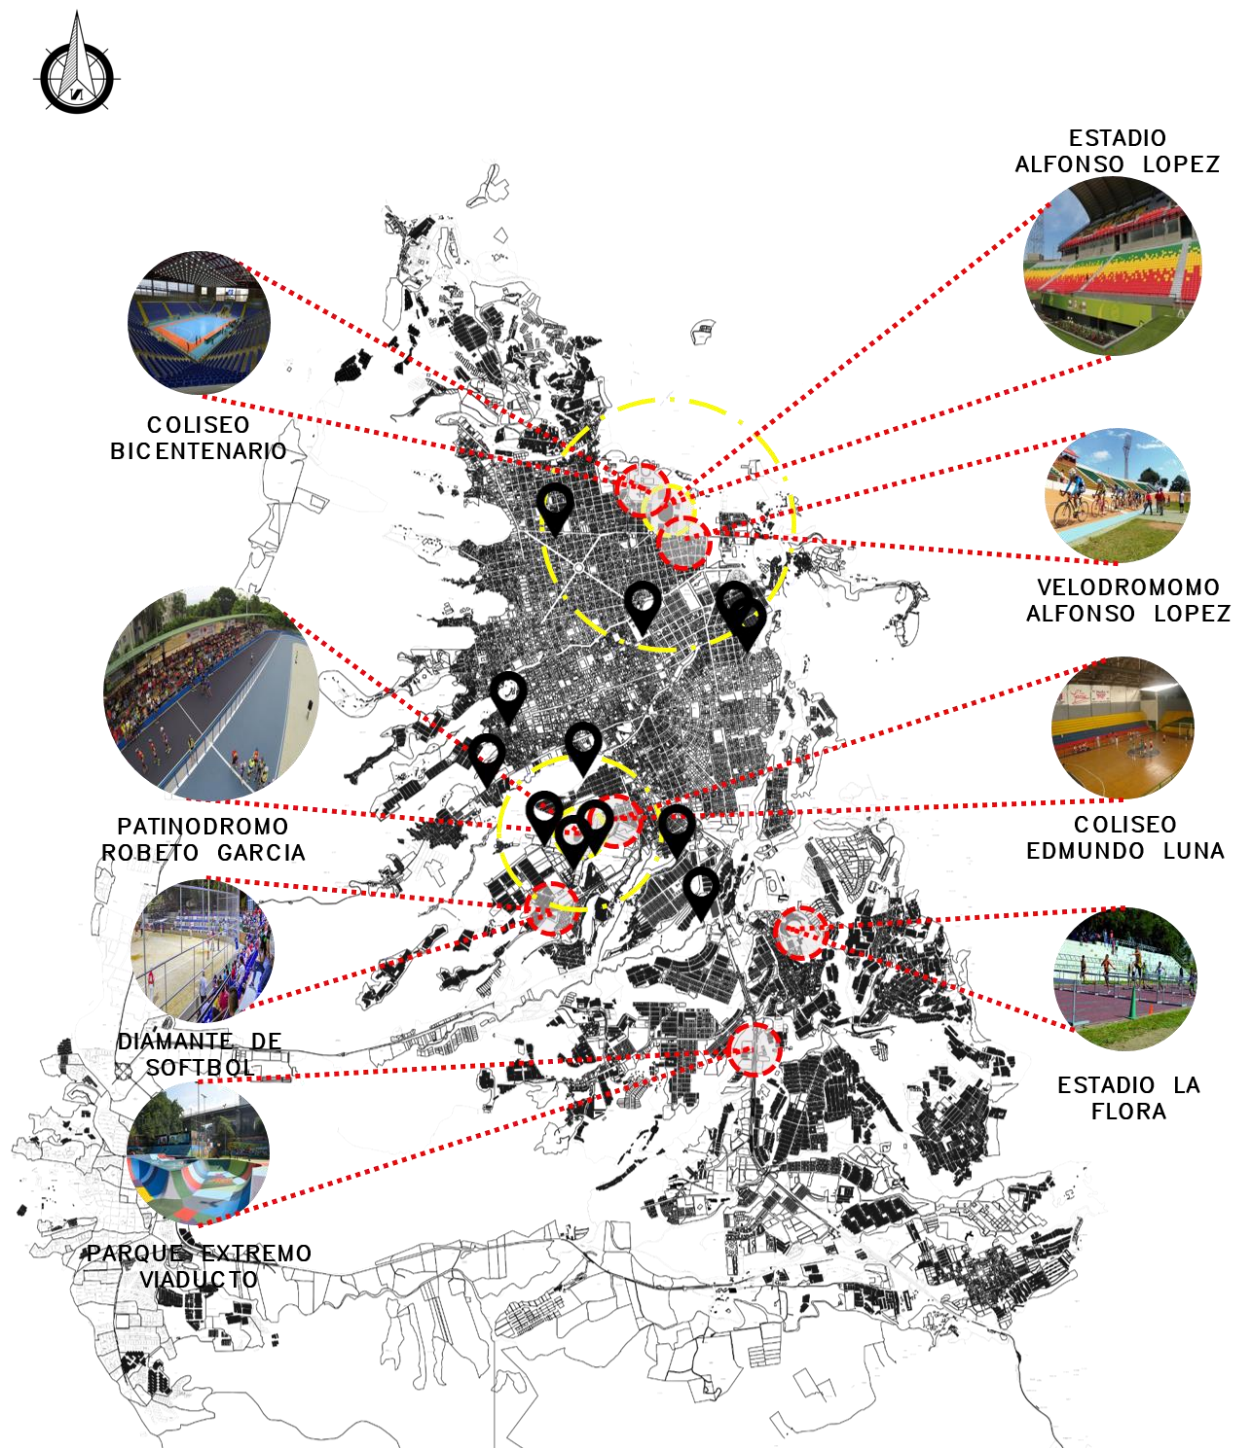 N
ESTADIO
ALFONSO LOPEZ
COLISEO
BICENTENARIO
VELODROMOMO
ALFONSO LOPEZ
PATINODROMO
ROBETO GARCIA
COLISEO
EDMUNDO LUNA
DIAMANTE DE
SOFTBOL
ESTADIO LA
FLORA
PARQUE EXTREMO
VIADUCTO